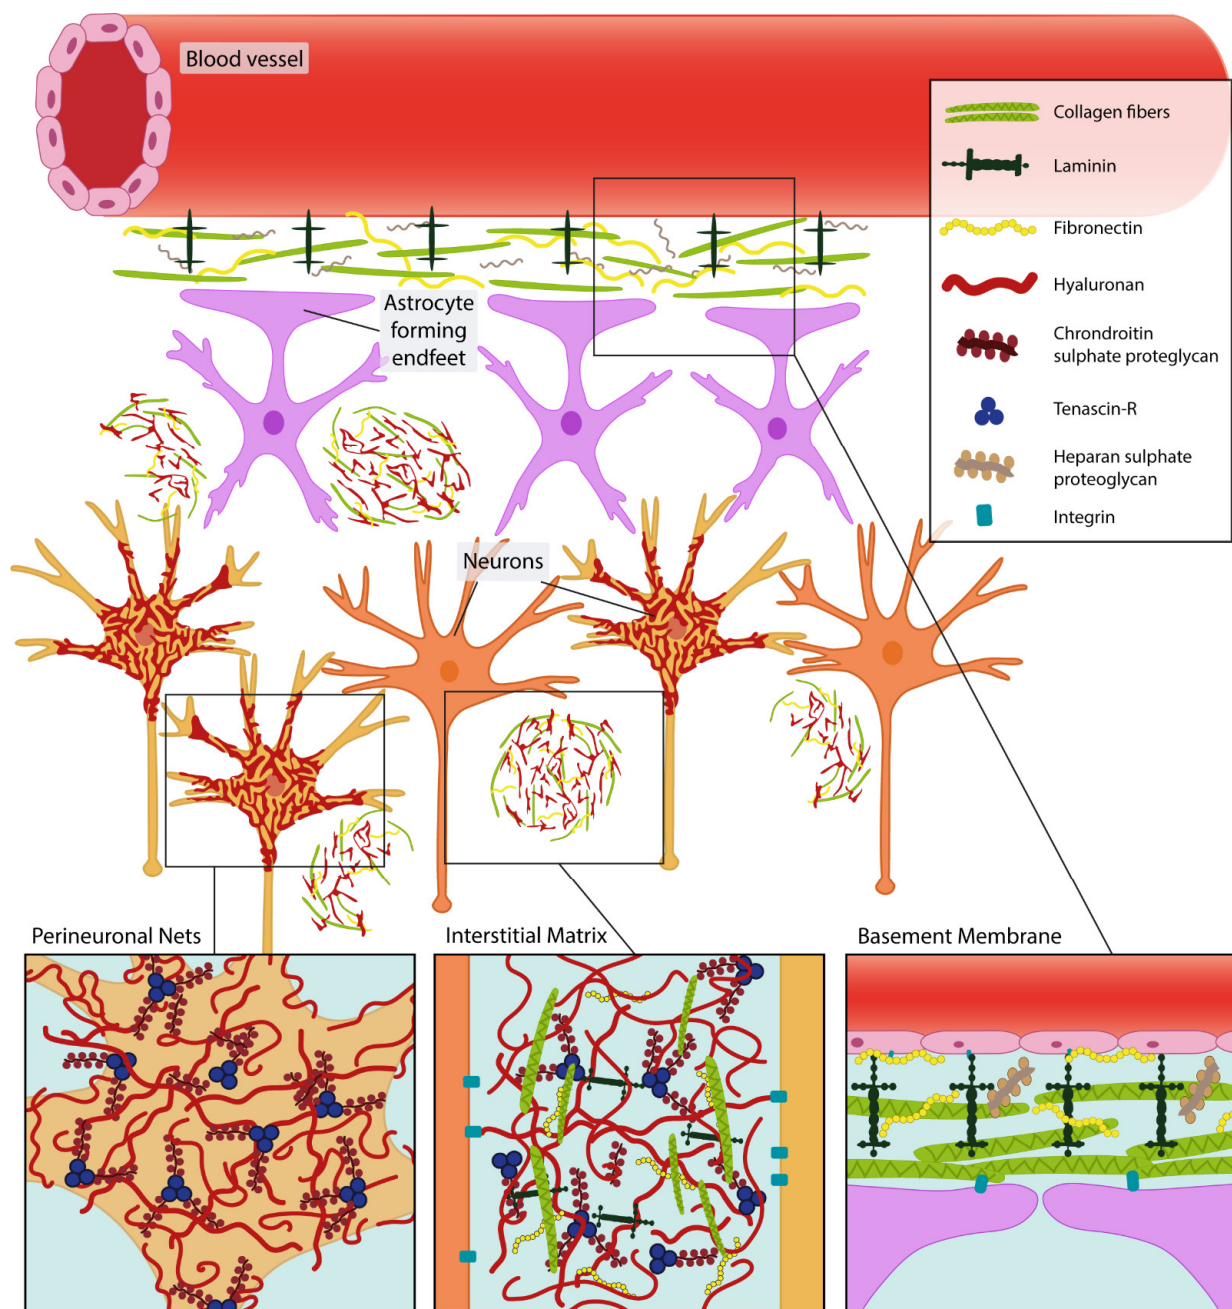 Blood vessel
Collagen fibers
Laminin
Fibronectin
Hyaluronan
Chrondroitin
sulphate proteglycan
Tenascin-R
Heparan sulphate
proteoglycan
Integrin
Astrocyte
forming
endfeet
Neurons
Perineuronal Nets
Interstitial Matrix
Basement Membrane